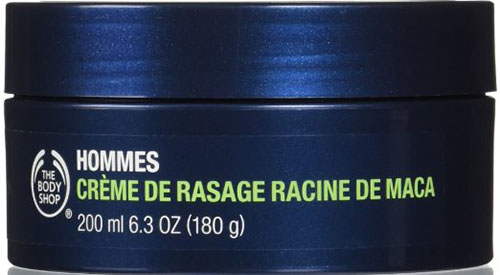 THE
BODY
SHOP
®
HOMMES
CRÈME DE RASAGE RACINE DE MACA
200 ml 6.3 OZ (180 g)